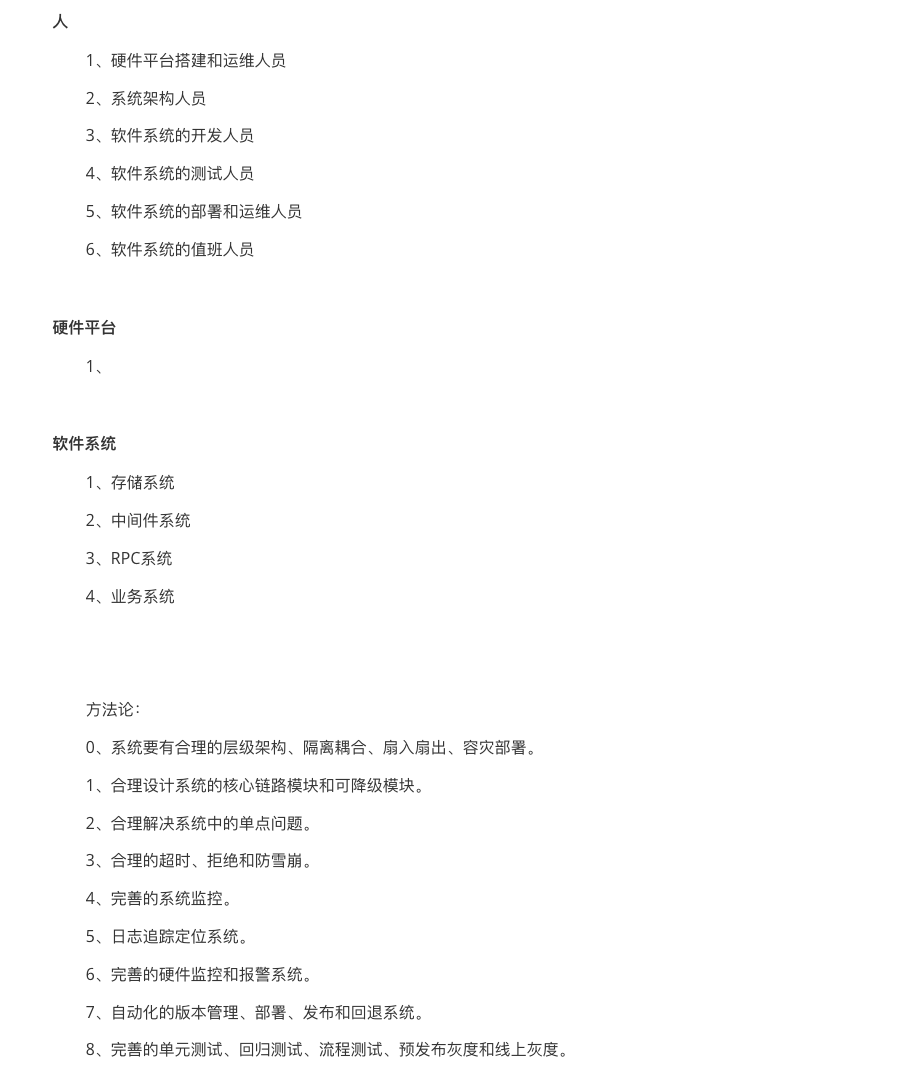 人
1、硬件平台搭建和运维人员
2、系统架构人员
3、软件系统的开发人员
4、软件系统的测试人员
5、软件系统的部署和运维人员
6、软件系统的值班人员
硬件平台
1、
软件系统
1、存储系统
2、中间件系统
3、RPC系统
4、业务系统
方法论：
0、系统要有合理的层级架构、隔离耦合、扇入扇出、容灾部署。
1、合理设计系统的核心链路模块和可降级模块。
2、合理解决系统中的单点问题。
3、合理的超时、拒绝和防雪崩。
4、完善的系统监控。
5、日志追踪定位系统。
6、完善的硬件监控和报警系统。
7、自动化的版本管理、部署、发布和回退系统。
8、完善的单元测试、回归测试、流程测试、预发布灰度和线上灰度。